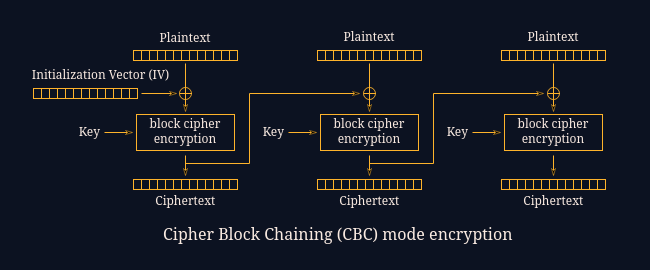 Plaintext
Plaintext
Plaintext
Initialization Vector (IV)
Key
block cipher
encryption
Key
block cipher
encryption
Key
block cipher
encryption
Ciphertext
Ciphertext
Ciphertext
Cipher Block Chaining (CBC) mode encryption